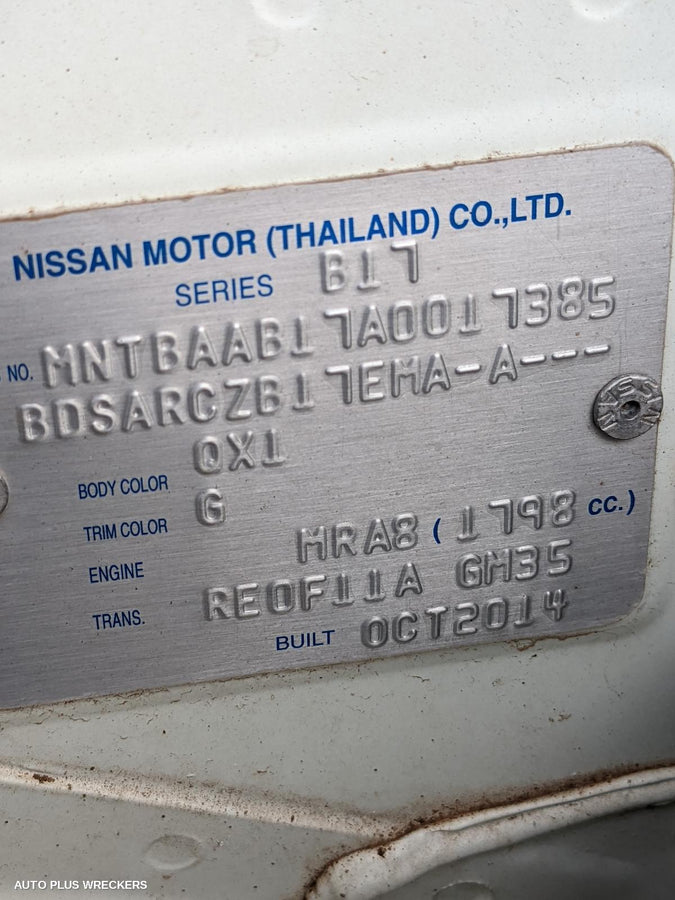 NISSAN MOTOR (THAILAND) CO.,LTD.
SERIES B17
NO. MNTBAAB17A0017385
BDSARCZB17EMA-A---
BODY COLOR QX1
TRIM COLOR G
ENGINE MRA8 (1798 CC.)
TRANS. RE0F11A GM35
BUILT OCT2014
AUTO PLUS WRECKERS